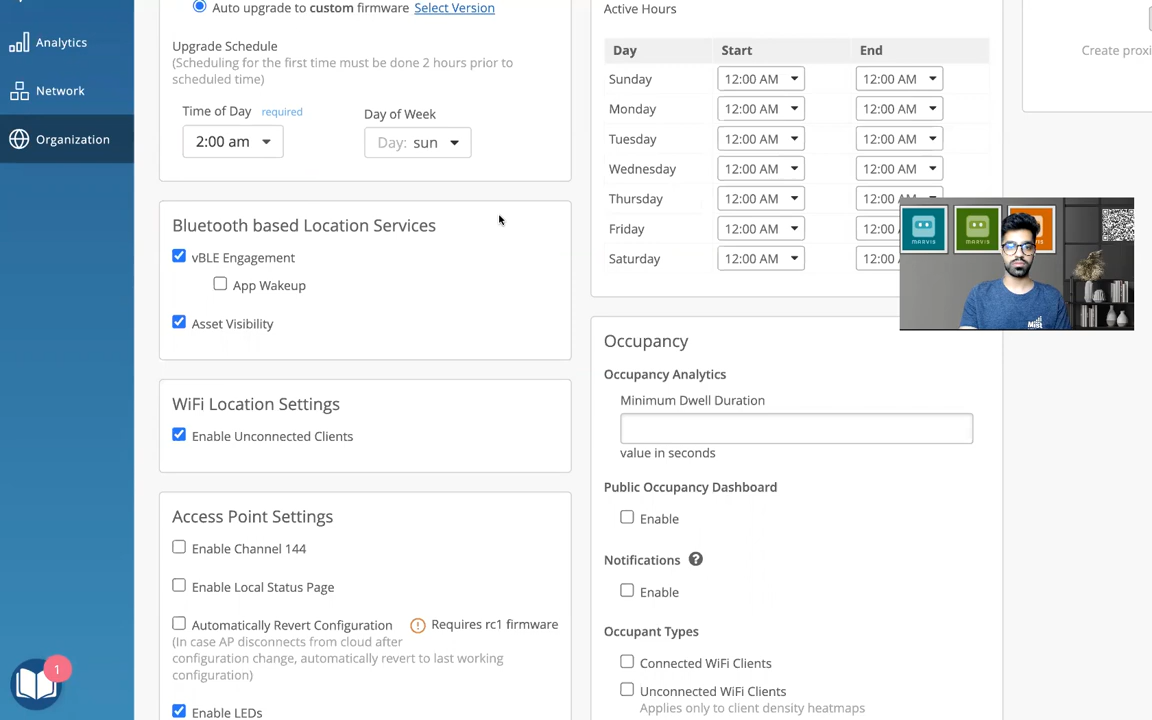 Analytics
Network
Organization
Auto upgrade to custom firmware Select Version
Upgrade Schedule
(Scheduling for the first time must be done 2 hours prior to
scheduled time)
Time of Day required
Day of Week
2:00 am
Day: sun
Bluetooth based Location Services
vBLE Engagement
App Wakeup
Asset Visibility
WiFi Location Settings
Enable Unconnected Clients
Access Point Settings
Enable Channel 144
Enable Local Status Page
Automatically Revert Configuration
Requires rc1 firmware
(In case AP disconnects from cloud after
configuration change, automatically revert to last working
configuration)
Enable LEDs
1
Active Hours
Day Start End
Sunday 12:00 AM 12:00 AM
Monday 12:00 AM 12:00 AM
Tuesday 12:00 AM 12:00 AM
Wednesday 12:00 AM 12:00 AM
Thursday 12:00 AM 12:00 AM
Friday 12:00 AM 12:00
Saturday 12:00 AM 12:00
Occupancy
Occupancy Analytics
Minimum Dwell Duration
value in seconds
Public Occupancy Dashboard
Enable
Notifications ?
Enable
Occupant Types
Connected WiFi Clients
Unconnected WiFi Clients
Applies only to client density heatmaps
Create proxi
MARVIS
MARVIS
Mist